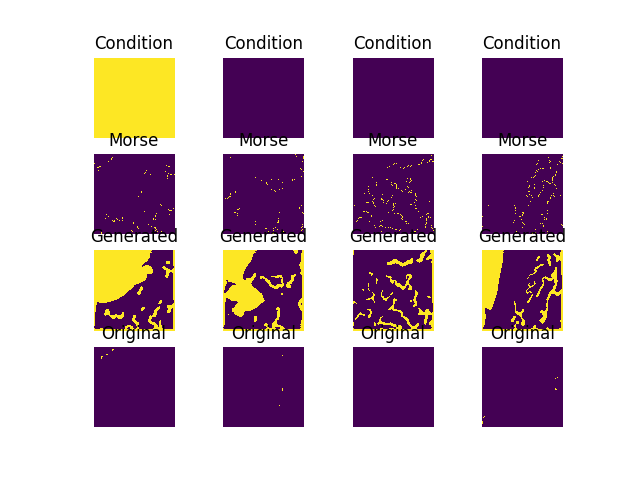 Condition Condition Condition Condition
Morse Morse Morse Morse
Generated Generated Generated Generated
Original Original Original Original